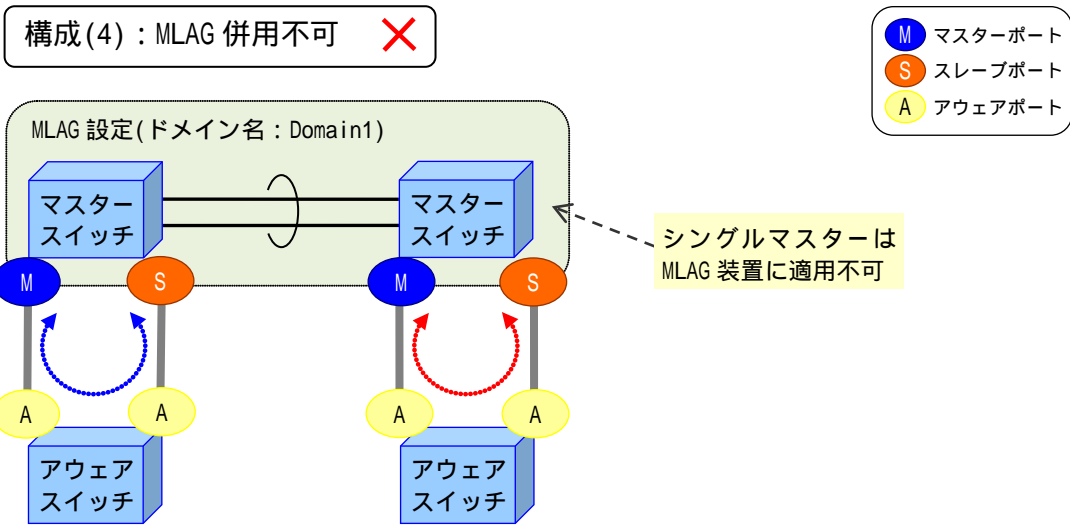 構成(4)：MLAG 併用不可
M マスターポート
S スレーブポート
A アウェアポート
MLAG 設定(ドメイン名：Domain1)
マスター
スイッチ
マスター
スイッチ
シングルマスターは
MLAG 装置に適用不可
M
S
M
S
A
A
A
A
アウェア
スイッチ
アウェア
スイッチ